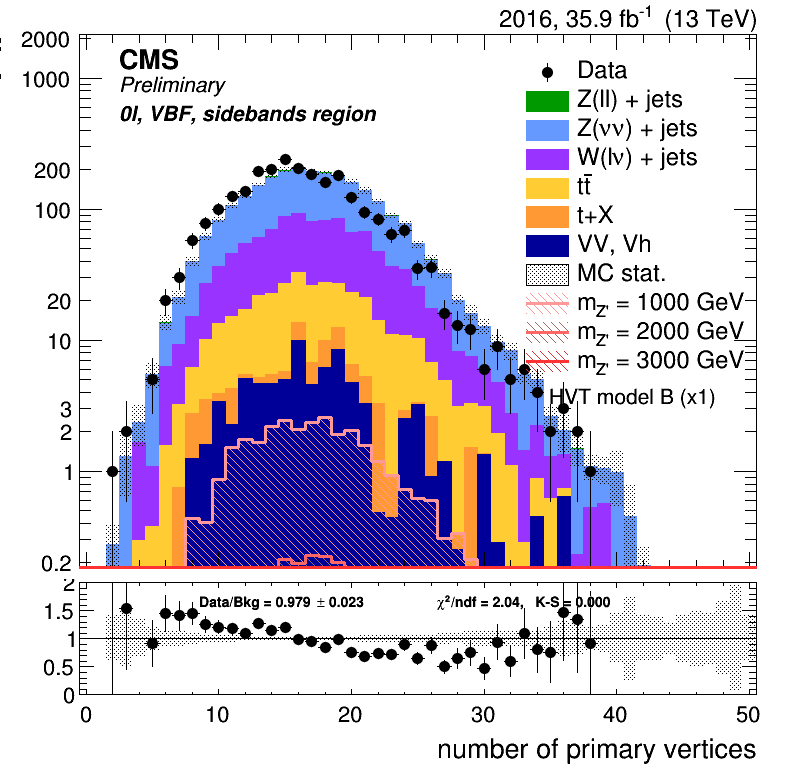 2016, 35.9 fb⁻¹ (13 TeV)
2000
CMS
Data
1000
Preliminary
Z(ll) + jets
0l, VBF, sidebands region
Z(νν) + jets
W(lν) + jets
200
tt̄
100
t+X
VV, Vh
MC stat.
20
m_Z' = 1000 GeV
m_Z' = 2000 GeV
10
m_Z' = 3000 GeV
HVT model B (x1)
3
2
1
0.2
2
Data/Bkg = 0.979 ± 0.023 χ²/ndf = 2.04, K-S = 0.000
1.5
1
0.5
0
0 10 20 30 40 50
number of primary vertices